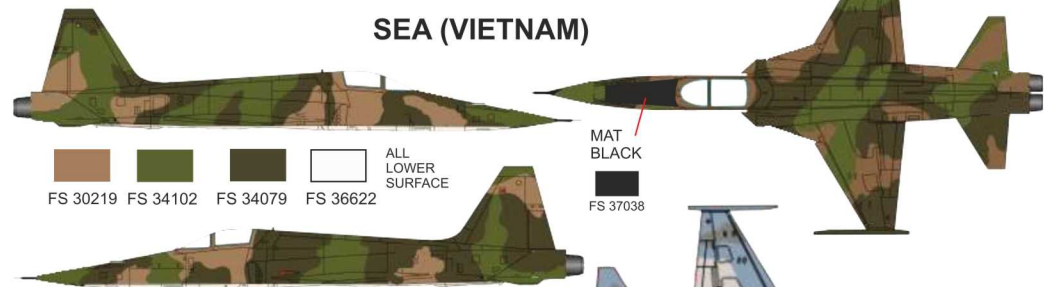 SEA (VIETNAM)
MAT
BLACK
FS 37038
ALL
LOWER
SURFACE
FS 30219
FS 34102
FS 34079
FS 36622